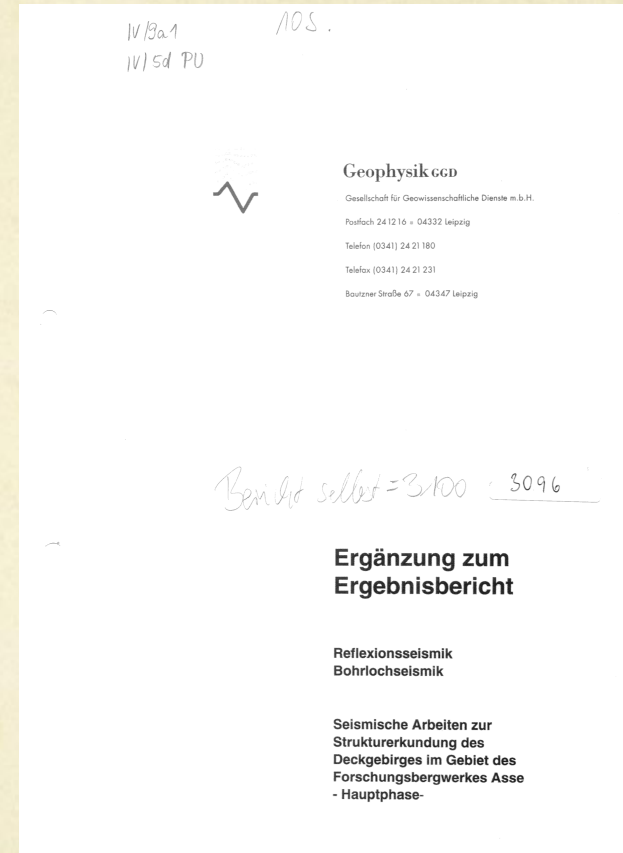 IV/9a1 10S.
IV/5d PU
Geophysik GGD
Gesellschaft für Geowissenschaftliche Dienste m.b.H.
Postfach 24 12 16 ▫ 04332 Leipzig
Telefon (0341) 24 21 180
Telefax (0341) 24 21 231
Bautzner Straße 67 ▫ 04347 Leipzig
Bericht selbst = 3100 3096
Ergänzung zum
Ergebnisbericht
Reflexionsseismik
Bohrlochseismik
Seismische Arbeiten zur
Strukturerkundung des
Deckgebirges im Gebiet des
Forschungsbergwerkes Asse
- Hauptphase-